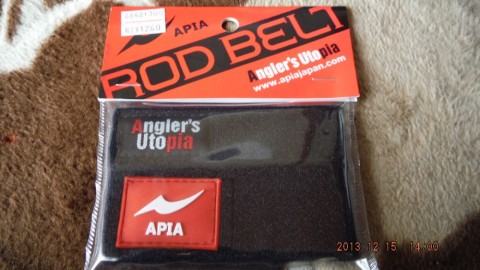 APIA
ROD BELT
Angler's Utopia
www.apiajapan.com
Angler's
Utopia
APIA
2013 12 15 14:00